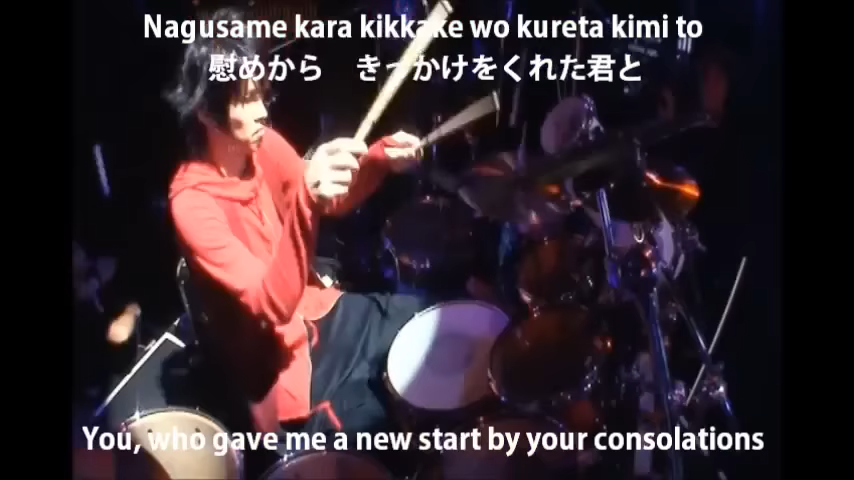 Nagusame kara kikkake wo kureta kimi to
慰めから　きっかけをくれた君と
You, who gave me a new start by your consolations